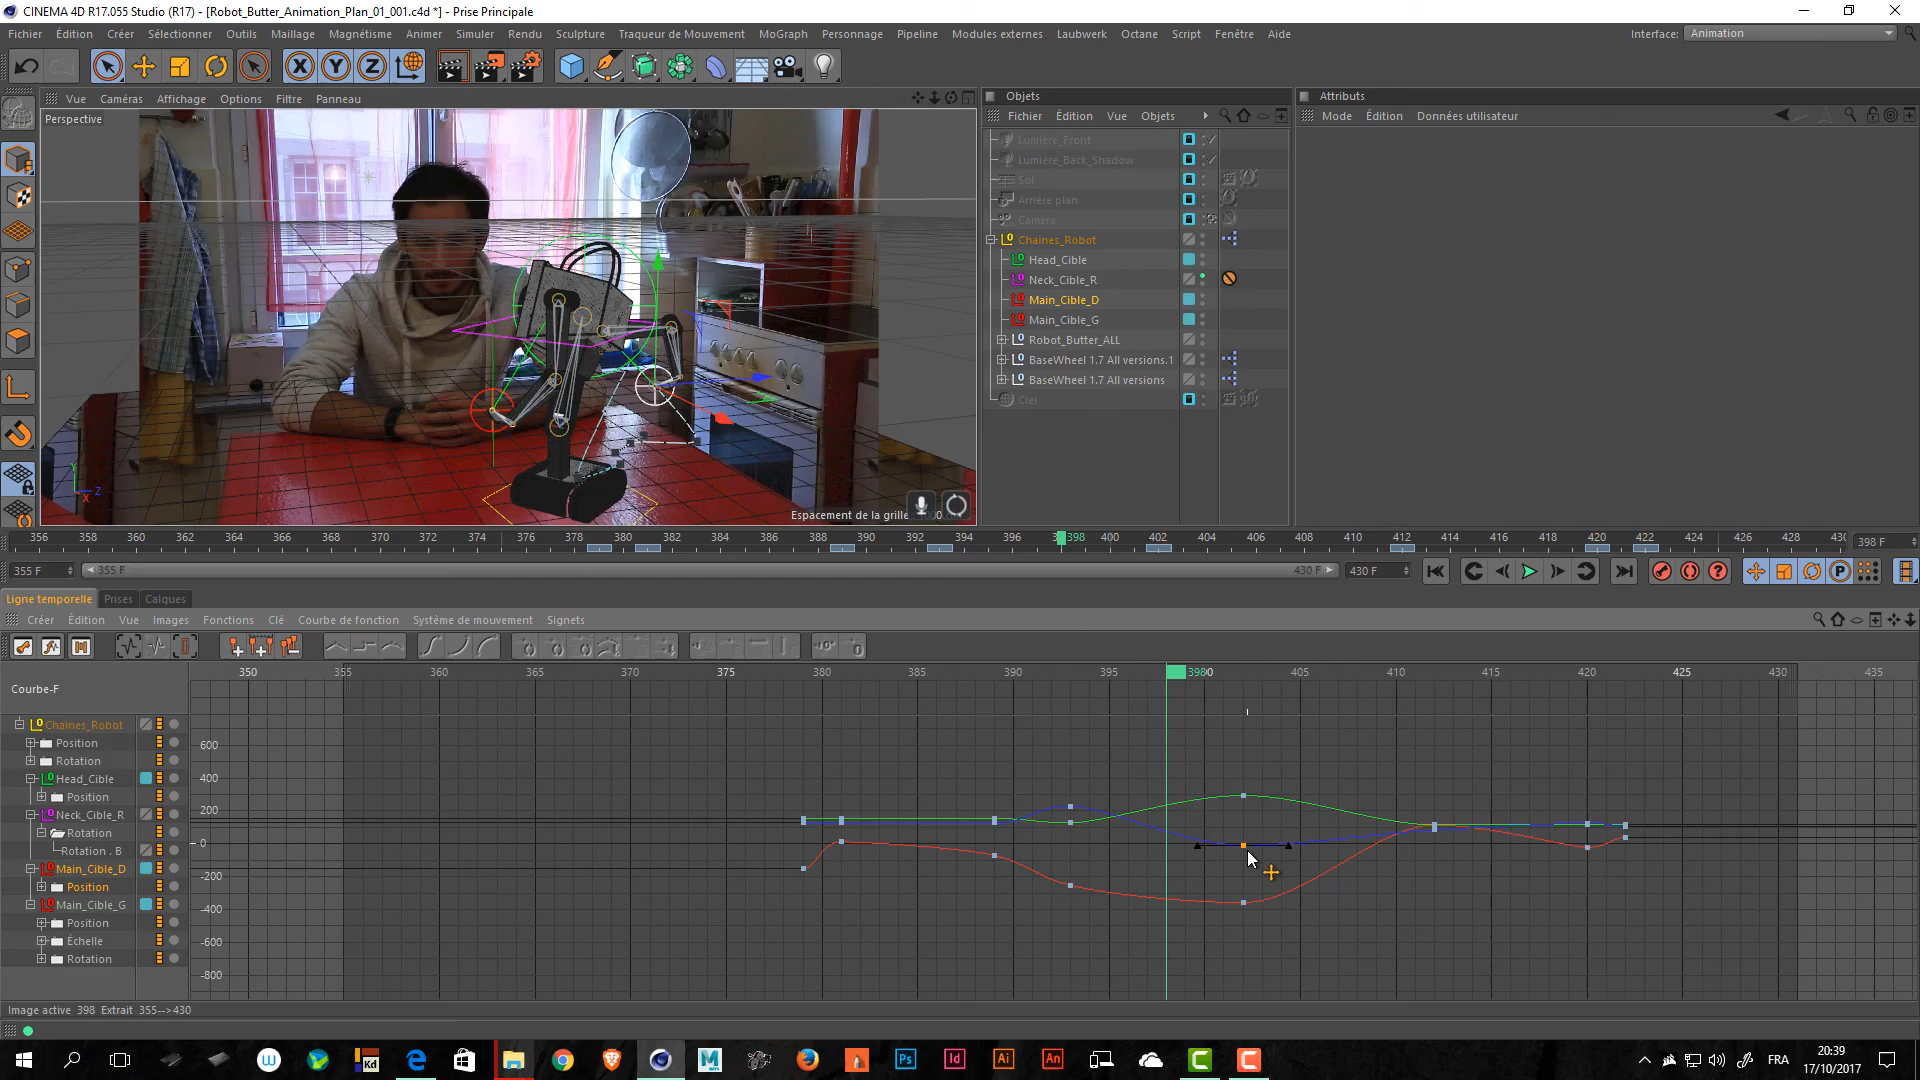 CINEMA 4D R17.055 Studio (R17) - [Robot_Butter_Animation_Plan_01_001.c4d *] - Prise Principale
Fichier Édition Créer Sélectionner Outils Maillage Magnétisme Animer Simuler Rendu Sculpture Traqueur de Mouvement MoGraph Personnage Pipeline Modules externes Laubwerk Octane Script Fenêtre Aide Interface: Animation
X Y Z
Vue Caméras Affichage Options Filtre Panneau
Perspective
Espacement de la grille
Y X Z
Objets
Fichier Édition Vue Objets
Lumière_Front
Lumière_Back_Shadow
Sol
Arrière plan
Caméra
Chaines_Robot
Head_Cible
Neck_Cible_R
Main_Cible_D
Main_Cible_G
Robot_Butter_ALL
BaseWheel 1.7 All versions.1
BaseWheel 1.7 All versions
Ciel
Attributs
Mode Édition Données utilisateur
356 358 360 362 364 366 368 370 372 374 376 378 380 382 384 386 388 390 392 394 396 398 400 402 404 406 408 410 412 414 416 418 420 422 424 426 428 430 398 F
355 F 355 F 430 F 430 F
Ligne temporelle Prises Calques
Créer Édition Vue Images Fonctions Clé Courbe de fonction Système de mouvement Signets
350 355 360 365 370 375 380 385 390 395 398 405 410 415 420 425 430 435
Courbe-F
Chaines_Robot
Position
Rotation
Head_Cible
Position
Neck_Cible_R
Rotation
Rotation . B
Main_Cible_D
Position
Main_Cible_G
Position
Échelle
Rotation
600
400
200
0
-200
-400
-600
-800
Image active 398 Extrait 355-->430
Kd Ps Id Ai An FRA
20:39
17/10/2017